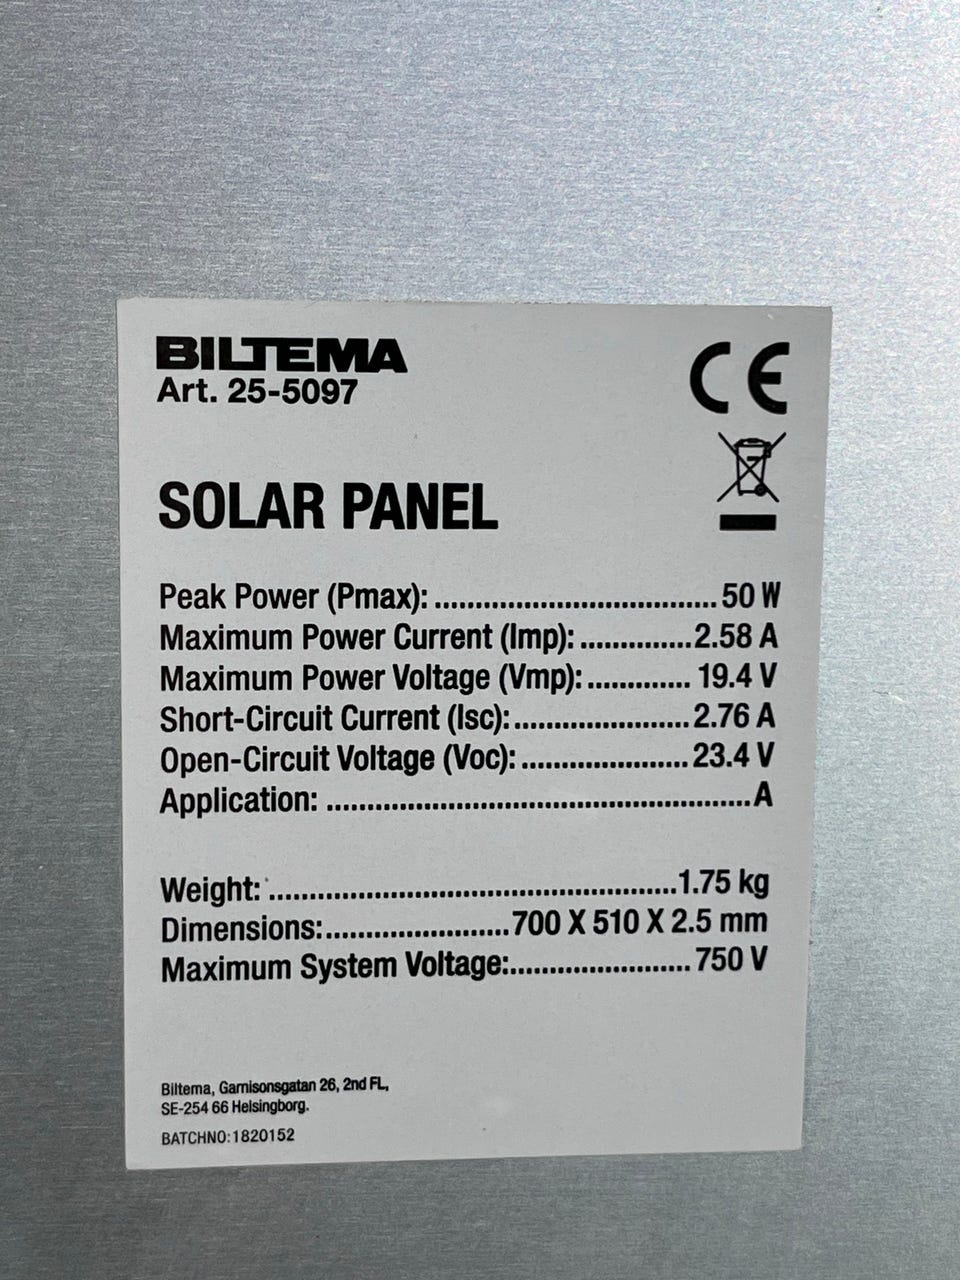 BILTEMA
Art. 25-5097
CE
SOLAR PANEL
Peak Power (Pmax): .................................. 50 W
Maximum Power Current (Imp): ............. 2.58 A
Maximum Power Voltage (Vmp): ............. 19.4 V
Short-Circuit Current (Isc): ..................... 2.76 A
Open-Circuit Voltage (Voc): .................... 23.4 V
Application: ................................................... A
Weight: ................................................. 1.75 kg
Dimensions: ...................... 700 X 510 X 2.5 mm
Maximum System Voltage: ...................... 750 V
Biltema, Garnisonsgatan 26, 2nd FL,
SE-254 66 Helsingborg.
BATCHNO:1820152